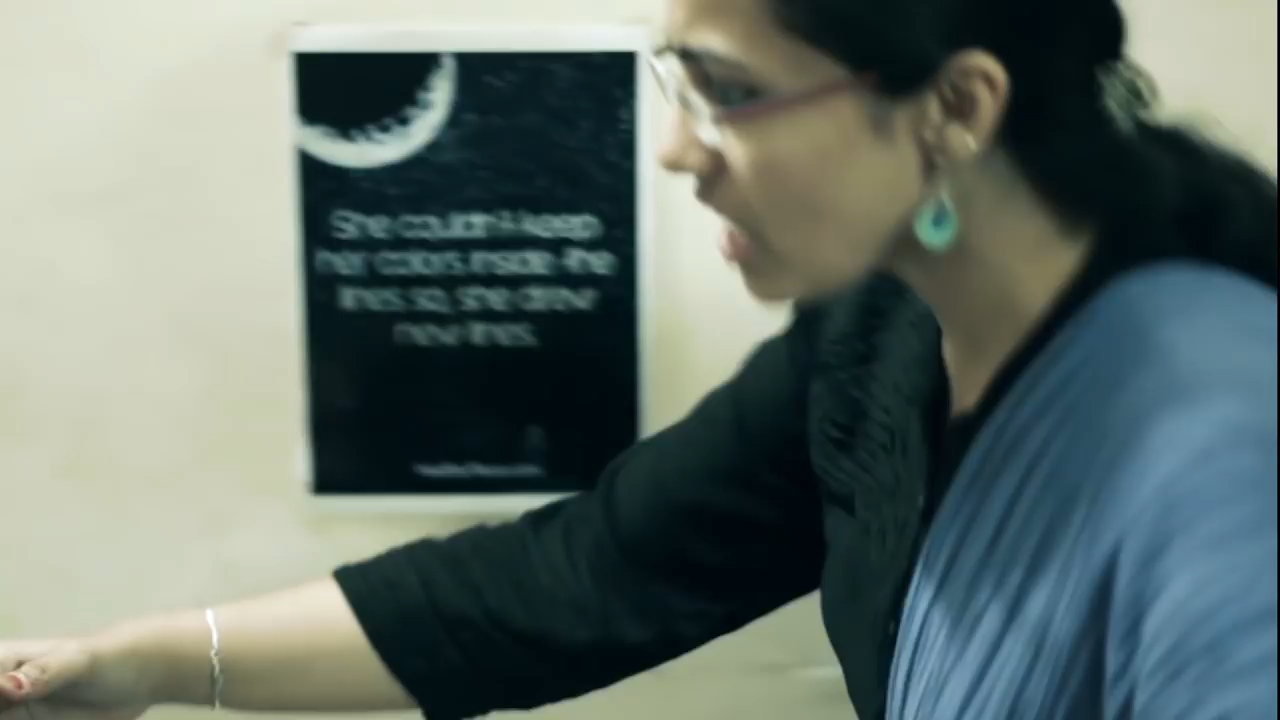 She couldn't keep
her colors inside the
lines so, she drew
new lines.